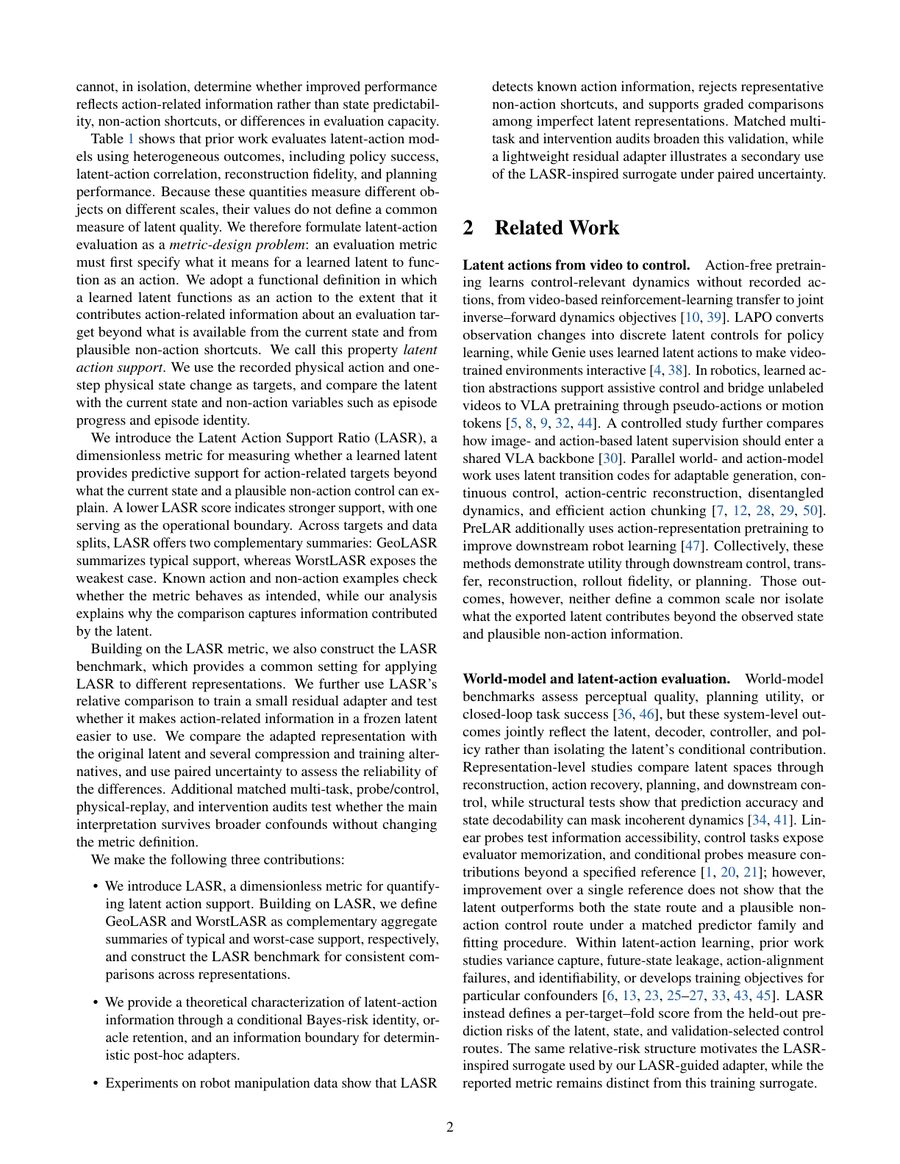 cannot, in isolation, determine whether improved performance
reflects action-related information rather than state predictabil-
ity, non-action shortcuts, or differences in evaluation capacity.
Table 1 shows that prior work evaluates latent-action mod-
els using heterogeneous outcomes, including policy success,
latent-action correlation, reconstruction fidelity, and planning
performance. Because these quantities measure different ob-
jects on different scales, their values do not define a common
measure of latent quality. We therefore formulate latent-action
evaluation as a metric-design problem: an evaluation metric
must first specify what it means for a learned latent to func-
tion as an action. We adopt a functional definition in which
a learned latent functions as an action to the extent that it
contributes action-related information about an evaluation tar-
get beyond what is available from the current state and from
plausible non-action shortcuts. We call this property latent
action support. We use the recorded physical action and one-
step physical state change as targets, and compare the latent
with the current state and non-action variables such as episode
progress and episode identity.
We introduce the Latent Action Support Ratio (LASR), a
dimensionless metric for measuring whether a learned latent
provides predictive support for action-related targets beyond
what the current state and a plausible non-action control can ex-
plain. A lower LASR score indicates stronger support, with one
serving as the operational boundary. Across targets and data
splits, LASR offers two complementary summaries: GeoLASR
summarizes typical support, whereas WorstLASR exposes the
weakest case. Known action and non-action examples check
whether the metric behaves as intended, while our analysis
explains why the comparison captures information contributed
by the latent.
Building on the LASR metric, we also construct the LASR
benchmark, which provides a common setting for applying
LASR to different representations. We further use LASR's
relative comparison to train a small residual adapter and test
whether it makes action-related information in a frozen latent
easier to use. We compare the adapted representation with
the original latent and several compression and training alter-
natives, and use paired uncertainty to assess the reliability of
the differences. Additional matched multi-task, probe/control,
physical-replay, and intervention audits test whether the main
interpretation survives broader confounds without changing
the metric definition.
We make the following three contributions:
• We introduce LASR, a dimensionless metric for quantify-
ing latent action support. Building on LASR, we define
GeoLASR and WorstLASR as complementary aggregate
summaries of typical and worst-case support, respectively,
and construct the LASR benchmark for consistent com-
parisons across representations.
• We provide a theoretical characterization of latent-action
information through a conditional Bayes-risk identity, or-
acle retention, and an information boundary for determin-
istic post-hoc adapters.
• Experiments on robot manipulation data show that LASR
detects known action information, rejects representative
non-action shortcuts, and supports graded comparisons
among imperfect latent representations. Matched multi-
task and intervention audits broaden this validation, while
a lightweight residual adapter illustrates a secondary use
of the LASR-inspired surrogate under paired uncertainty.
2 Related Work
Latent actions from video to control. Action-free pretrain-
ing learns control-relevant dynamics without recorded ac-
tions, from video-based reinforcement-learning transfer to joint
inverse–forward dynamics objectives [10, 39]. LAPO converts
observation changes into discrete latent controls for policy
learning, while Genie uses learned latent actions to make video-
trained environments interactive [4, 38]. In robotics, learned ac-
tion abstractions support assistive control and bridge unlabeled
videos to VLA pretraining through pseudo-actions or motion
tokens [5, 8, 9, 32, 44]. A controlled study further compares
how image- and action-based latent supervision should enter a
shared VLA backbone [30]. Parallel world- and action-model
work uses latent transition codes for adaptable generation, con-
tinuous control, action-centric reconstruction, disentangled
dynamics, and efficient action chunking [7, 12, 28, 29, 50].
PreLAR additionally uses action-representation pretraining to
improve downstream robot learning [47]. Collectively, these
methods demonstrate utility through downstream control, trans-
fer, reconstruction, rollout fidelity, or planning. Those out-
comes, however, neither define a common scale nor isolate
what the exported latent contributes beyond the observed state
and plausible non-action information.
World-model and latent-action evaluation. World-model
benchmarks assess perceptual quality, planning utility, or
closed-loop task success [36, 46], but these system-level out-
comes jointly reflect the latent, decoder, controller, and pol-
icy rather than isolating the latent's conditional contribution.
Representation-level studies compare latent spaces through
reconstruction, action recovery, planning, and downstream con-
trol, while structural tests show that prediction accuracy and
state decodability can mask incoherent dynamics [34, 41]. Lin-
ear probes test information accessibility, control tasks expose
evaluator memorization, and conditional probes measure con-
tributions beyond a specified reference [1, 20, 21]; however,
improvement over a single reference does not show that the
latent outperforms both the state route and a plausible non-
action control route under a matched predictor family and
fitting procedure. Within latent-action learning, prior work
studies variance capture, future-state leakage, action-alignment
failures, and identifiability, or develops training objectives for
particular confounders [6, 13, 23, 25–27, 33, 43, 45]. LASR
instead defines a per-target–fold score from the held-out pre-
diction risks of the latent, state, and validation-selected control
routes. The same relative-risk structure motivates the LASR-
inspired surrogate used by our LASR-guided adapter, while the
reported metric remains distinct from this training surrogate.
2